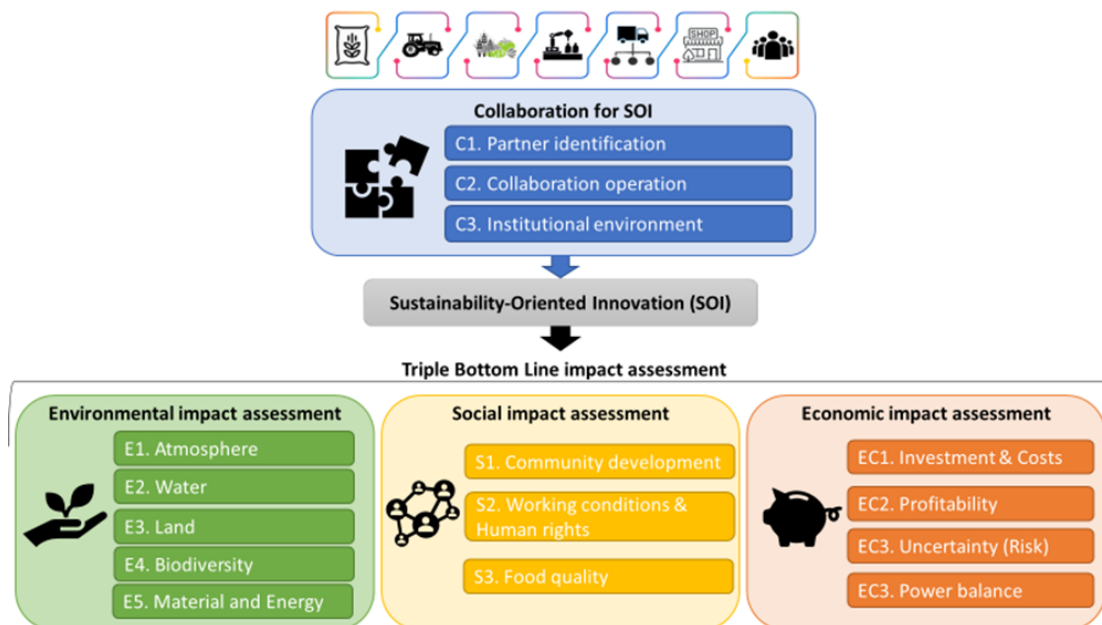 SHOP
Collaboration for SOI
C1. Partner identification
C2. Collaboration operation
C3. Institutional environment
Sustainability-Oriented Innovation (SOI)
Triple Bottom Line impact assessment
Environmental impact assessment
E1. Atmosphere
E2. Water
E3. Land
E4. Biodiversity
E5. Material and Energy
Social impact assessment
S1. Community development
S2. Working conditions &
Human rights
S3. Food quality
Economic impact assessment
EC1. Investment & Costs
EC2. Profitability
EC3. Uncertainty (Risk)
EC3. Power balance